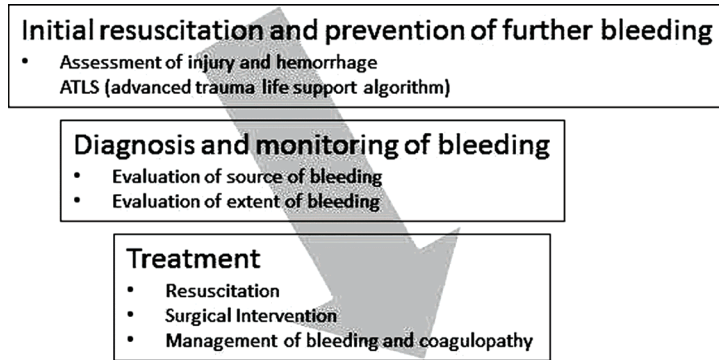 Initial resuscitation and prevention of further bleeding
• Assessment of injury and hemorrhage
ATLS (advanced trauma life support algorithm)
Diagnosis and monitoring of bleeding
• Evaluation of source of bleeding
• Evaluation of extent of bleeding
Treatment
• Resuscitation
• Surgical Intervention
• Management of bleeding and coagulopathy